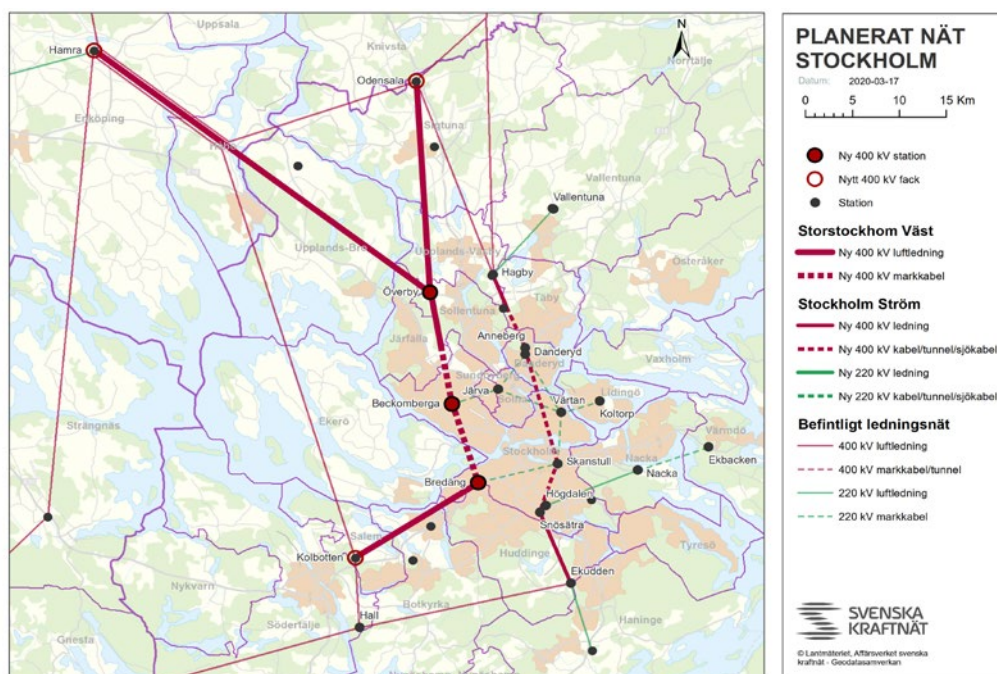 Uppsala
Knivsta
N
Norrtälje
Hamra
Odensala
Enköping
Sigtuna
Håbo
Vallentuna
Vallentuna
Upplands-Bro
Upplands-Väsby
Österåker
Hagby
Överby
Täby
Sollentuna
Järfälla
Anneberg
Danderyd
Danderyd
Vaxholm
Sundbyberg
Järva
Solna
Lidingö
Beckomberga
Värtan
Koltorp
Ekerö
Strängnäs
Värmdö
Stockholm
Nacka
Ekbacken
Skanstull
Nacka
Bredäng
Högdalen
Snösätra
Salem
Tyresö
Kolbotten
Huddinge
Ekudden
Nykvarn
Botkyrka
Hall
Södertälje
Haninge
Gnesta
PLANERAT NÄT
STOCKHOLM
Datum: 2020-03-17
0 5 10 15 Km
Ny 400 kV station
Nytt 400 kV fack
Station
Storstockhom Väst
Ny 400 kV luftledning
Ny 400 kV markkabel
Stockholm Ström
Ny 400 kV ledning
Ny 400 kV kabel/tunnel/sjökabel
Ny 220 kV ledning
Ny 220 kV kabel/tunnel/sjökabel
Befintligt ledningsnät
400 kV luftledning
400 kV markkabel/tunnel
220 kV luftledning
220 kV markkabel
SVENSKA
KRAFTNÄT
© Lantmäteriet, Affärsverket svenska
kraftnät - Geodatasamverkan